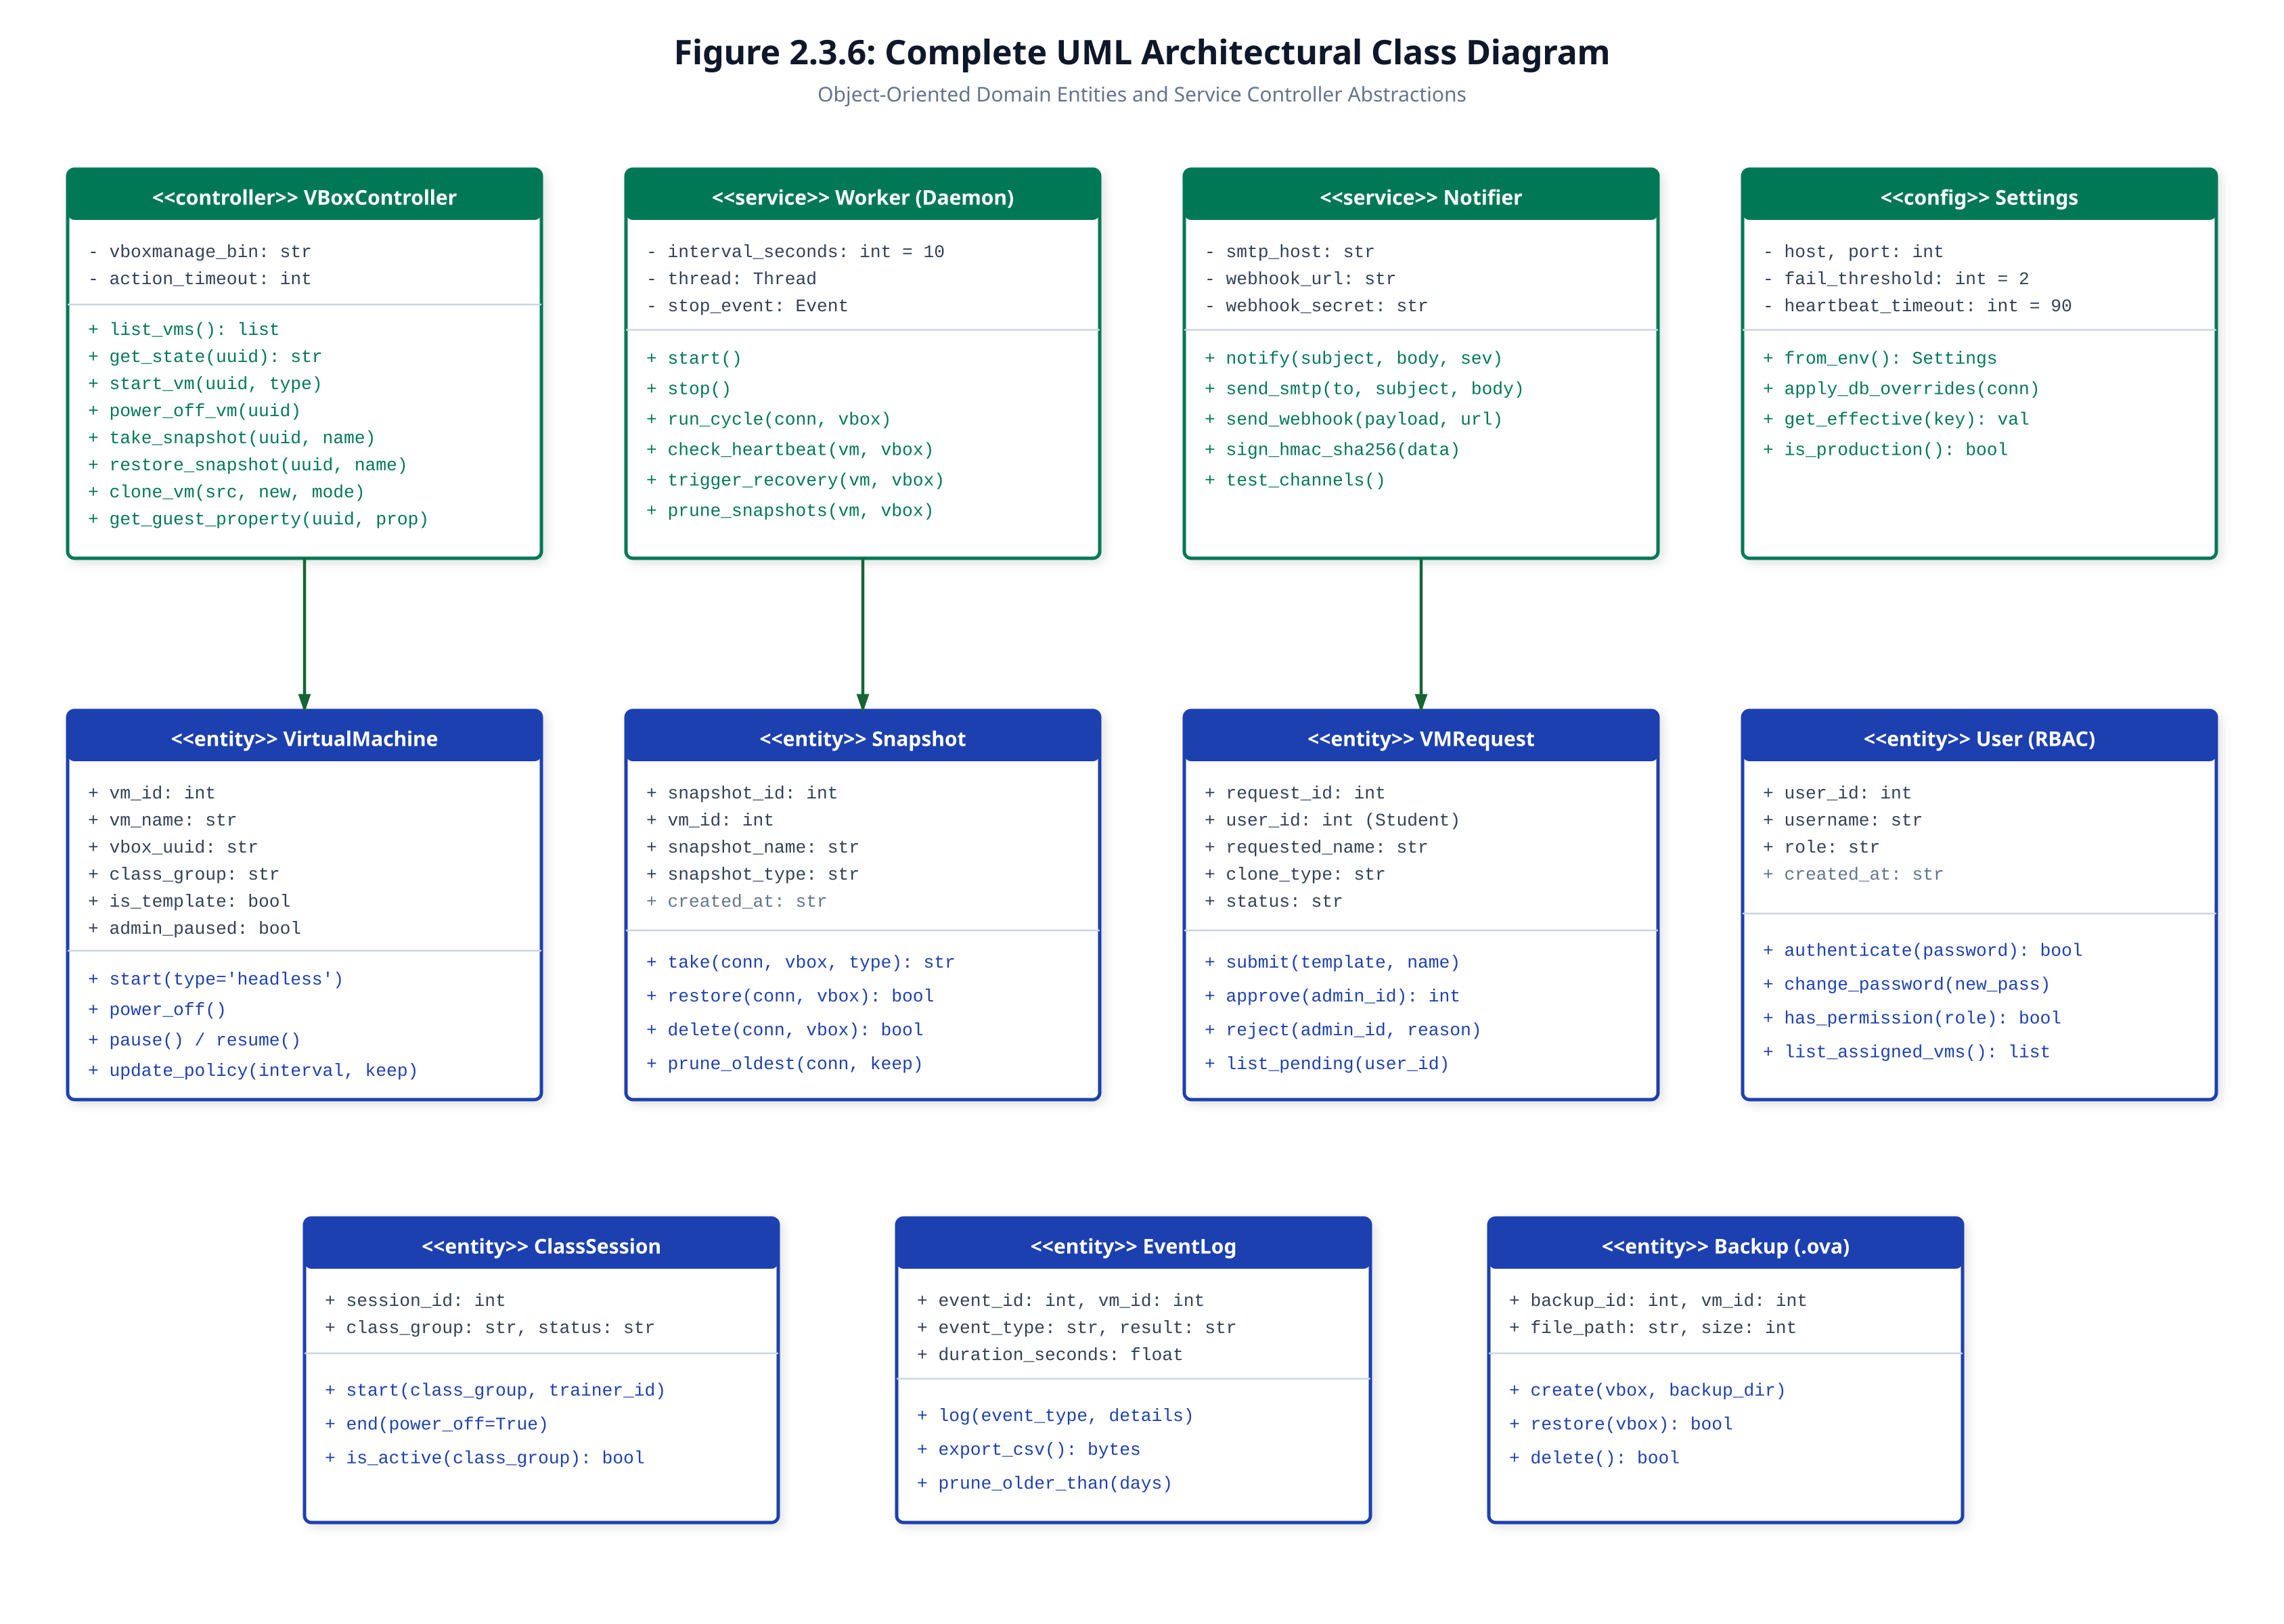 Figure 2.3.6: Complete UML Architectural Class Diagram
Object-Oriented Domain Entities and Service Controller Abstractions
<<controller>> VBoxController
- vboxmanage_bin: str
- action_timeout: int
+ list_vms(): list
+ get_state(uuid): str
+ start_vm(uuid, type)
+ power_off_vm(uuid)
+ take_snapshot(uuid, name)
+ restore_snapshot(uuid, name)
+ clone_vm(src, new, mode)
+ get_guest_property(uuid, prop)
<<service>> Worker (Daemon)
- interval_seconds: int = 10
- thread: Thread
- stop_event: Event
+ start()
+ stop()
+ run_cycle(conn, vbox)
+ check_heartbeat(vm, vbox)
+ trigger_recovery(vm, vbox)
+ prune_snapshots(vm, vbox)
<<service>> Notifier
- smtp_host: str
- webhook_url: str
- webhook_secret: str
+ notify(subject, body, sev)
+ send_smtp(to, subject, body)
+ send_webhook(payload, url)
+ sign_hmac_sha256(data)
+ test_channels()
<<config>> Settings
- host, port: int
- fail_threshold: int = 2
- heartbeat_timeout: int = 90
+ from_env(): Settings
+ apply_db_overrides(conn)
+ get_effective(key): val
+ is_production(): bool
<<entity>> VirtualMachine
+ vm_id: int
+ vm_name: str
+ vbox_uuid: str
+ class_group: str
+ is_template: bool
+ admin_paused: bool
+ start(type='headless')
+ power_off()
+ pause() / resume()
+ update_policy(interval, keep)
<<entity>> Snapshot
+ snapshot_id: int
+ vm_id: int
+ snapshot_name: str
+ snapshot_type: str
+ created_at: str
+ take(conn, vbox, type): str
+ restore(conn, vbox): bool
+ delete(conn, vbox): bool
+ prune_oldest(conn, keep)
<<entity>> VMRequest
+ request_id: int
+ user_id: int (Student)
+ requested_name: str
+ clone_type: str
+ status: str
+ submit(template, name)
+ approve(admin_id): int
+ reject(admin_id, reason)
+ list_pending(user_id)
<<entity>> User (RBAC)
+ user_id: int
+ username: str
+ role: str
+ created_at: str
+ authenticate(password): bool
+ change_password(new_pass)
+ has_permission(role): bool
+ list_assigned_vms(): list
<<entity>> ClassSession
+ session_id: int
+ class_group: str, status: str
+ start(class_group, trainer_id)
+ end(power_off=True)
+ is_active(class_group): bool
<<entity>> EventLog
+ event_id: int, vm_id: int
+ event_type: str, result: str
+ duration_seconds: float
+ log(event_type, details)
+ export_csv(): bytes
+ prune_older_than(days)
<<entity>> Backup (.ova)
+ backup_id: int, vm_id: int
+ file_path: str, size: int
+ create(vbox, backup_dir)
+ restore(vbox): bool
+ delete(): bool